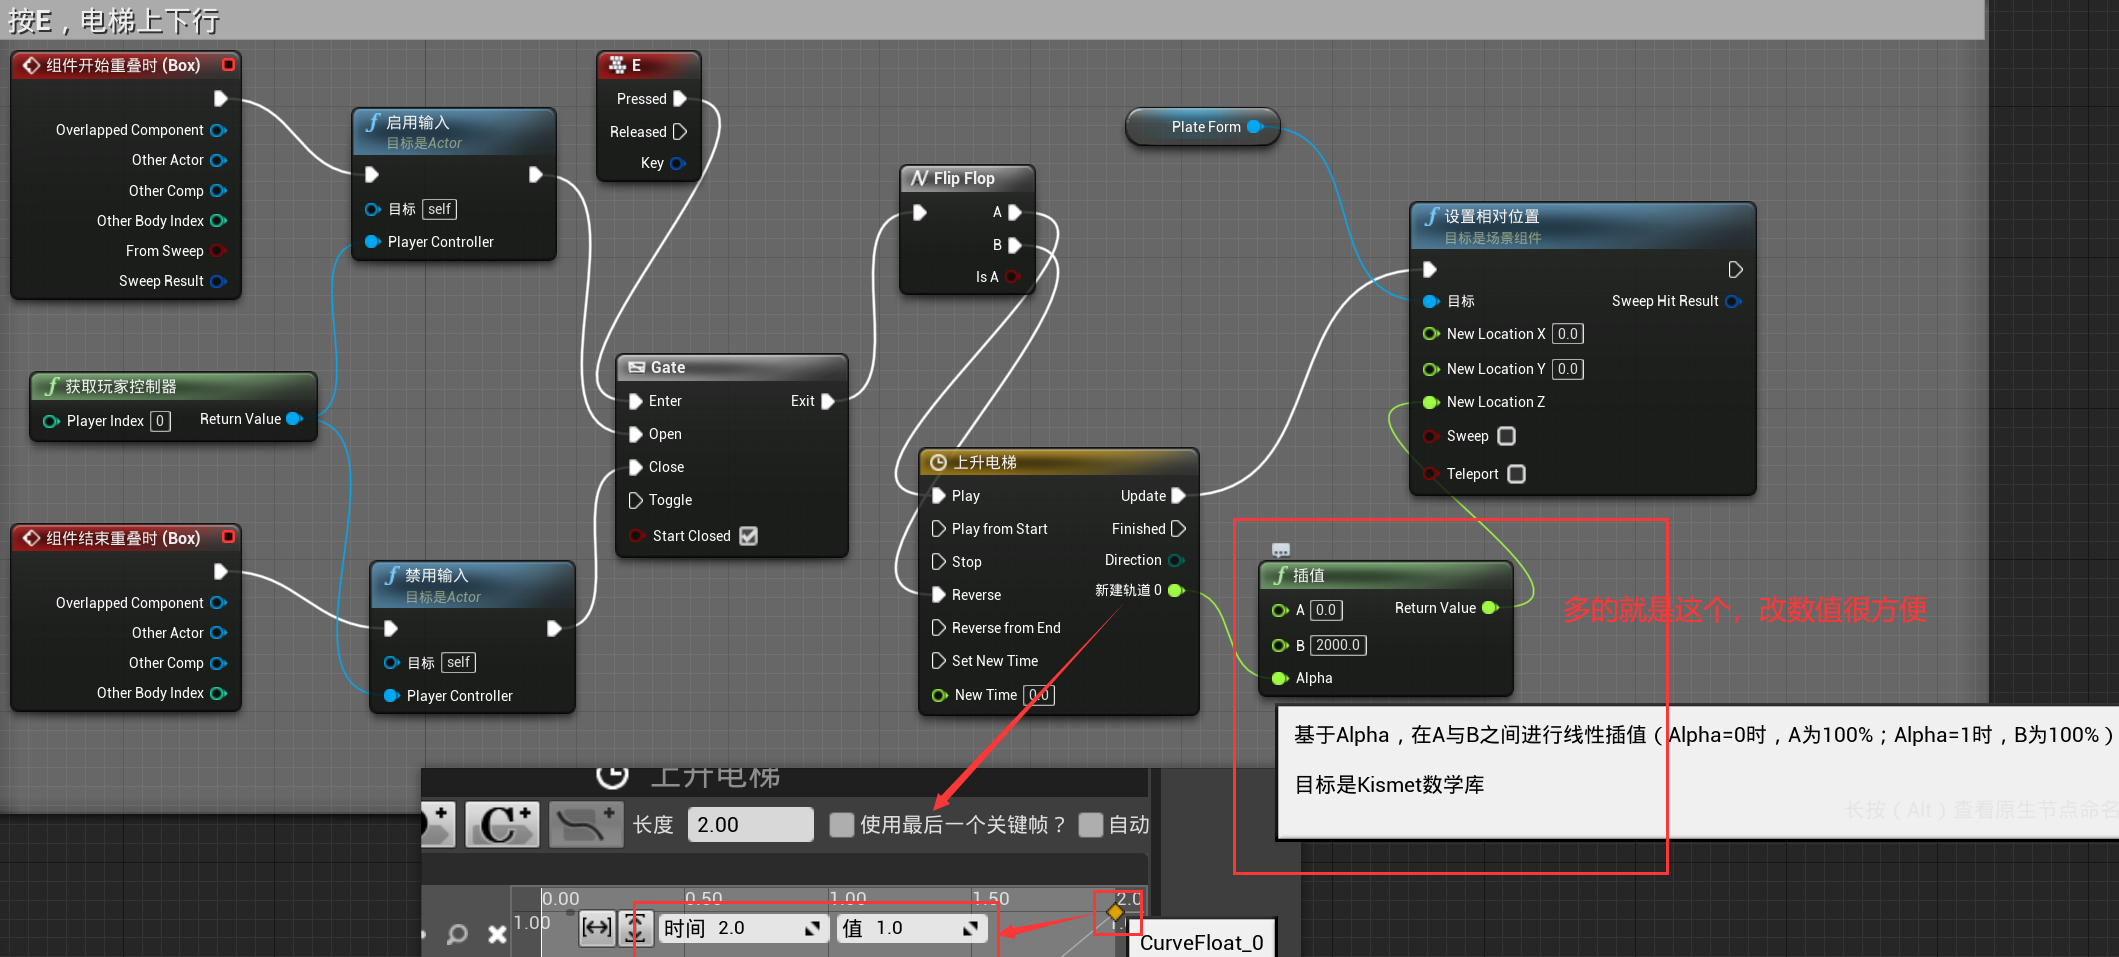 按E，电梯上下行
组件开始重叠时 (Box)
Overlapped Component
Other Actor
Other Comp
Other Body Index
From Sweep
Sweep Result
启用输入
目标是Actor
目标 self
Player Controller
E
Pressed
Released
Key
Flip Flop
A
B
Is A
Plate Form
设置相对位置
目标是场景组件
目标 Sweep Hit Result
New Location X 0.0
New Location Y 0.0
New Location Z
Sweep
Teleport
获取玩家控制器
Player Index 0 Return Value
Gate
Enter Exit
Open
Close
Toggle
Start Closed
组件结束重叠时 (Box)
Overlapped Component
Other Actor
Other Comp
Other Body Index
禁用输入
目标是Actor
目标 self
Player Controller
上升电梯
Play Update
Play from Start Finished
Stop Direction
新建轨道 0
Reverse
Reverse from End
Set New Time
New Time 0.0
插值
A 0.0 Return Value
B 2000.0
Alpha
多的就是这个，改数值很方便
基于Alpha，在A与B之间进行线性插值（Alpha=0时，A为100%；Alpha=1时，B为100%）
目标是Kismet数学库
长按（Alt）查看原生节点命名
上升电梯
C 长度 2.00 使用最后一个关键帧？ 自动
0.00 0.50 1.00 1.50 2.0
1.00 时间 2.0 值 1.0
CurveFloat_0